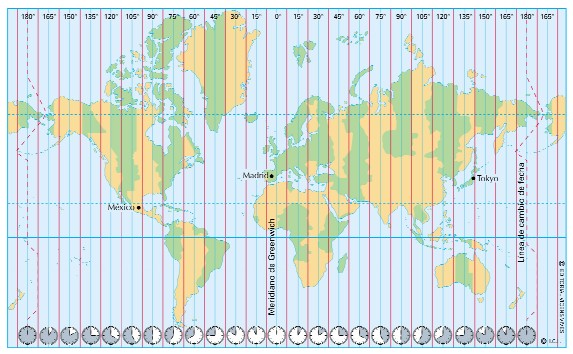 180° 165° 150° 135° 120° 105° 90° 75° 60° 45° 30° 15° 0° 15° 30° 45° 60° 75° 90° 105° 120° 135° 150° 165° 180° 165°
Madrid
Tokyo
México
Meridiano de Greenwich
Línea de cambio de fecha
© I.G.